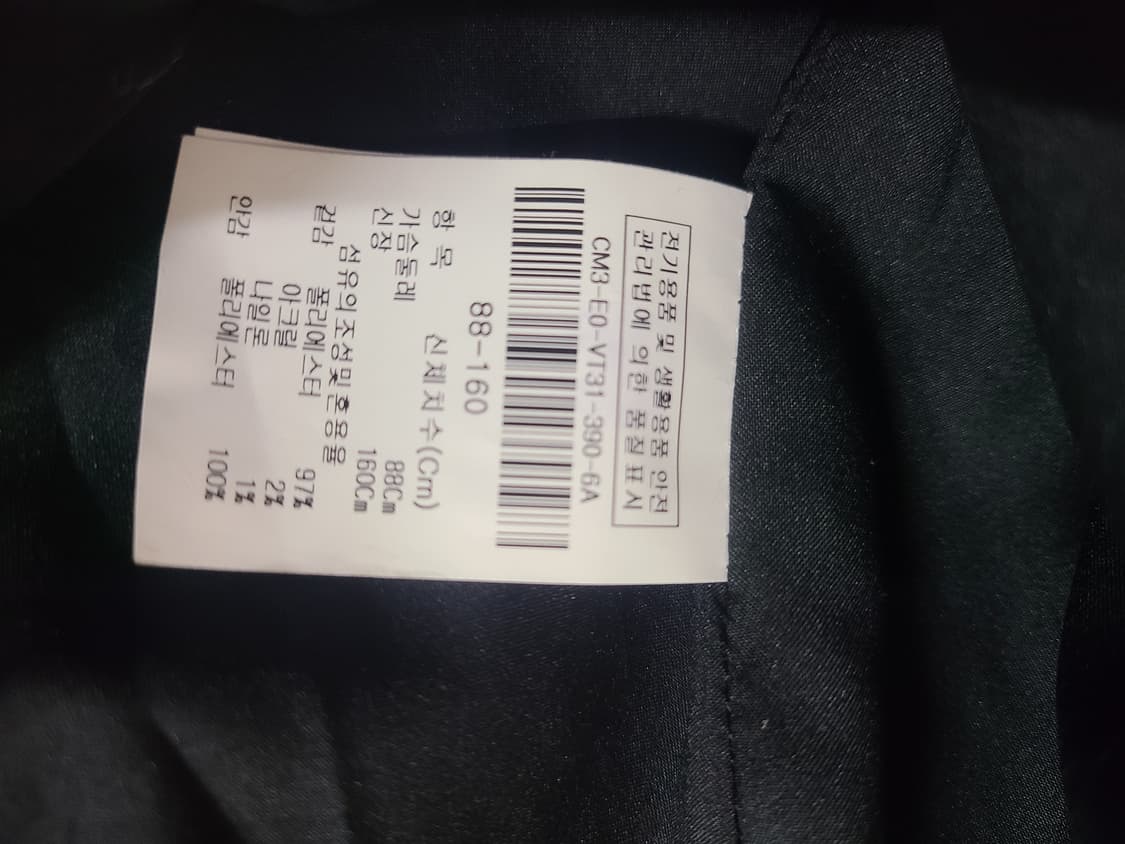 전기용품 및 생활용품 안전
관리법에 의한 품질표시
CM3-E0-VT31-390-6A
88-160
항 목 신체치수(Cm)
가슴둘레 88Cm
신장 160Cm
섬유의조성및혼용율
겉감 폴리에스터 97%
아크릴 2%
나일론 1%
안감 폴리에스터 100%